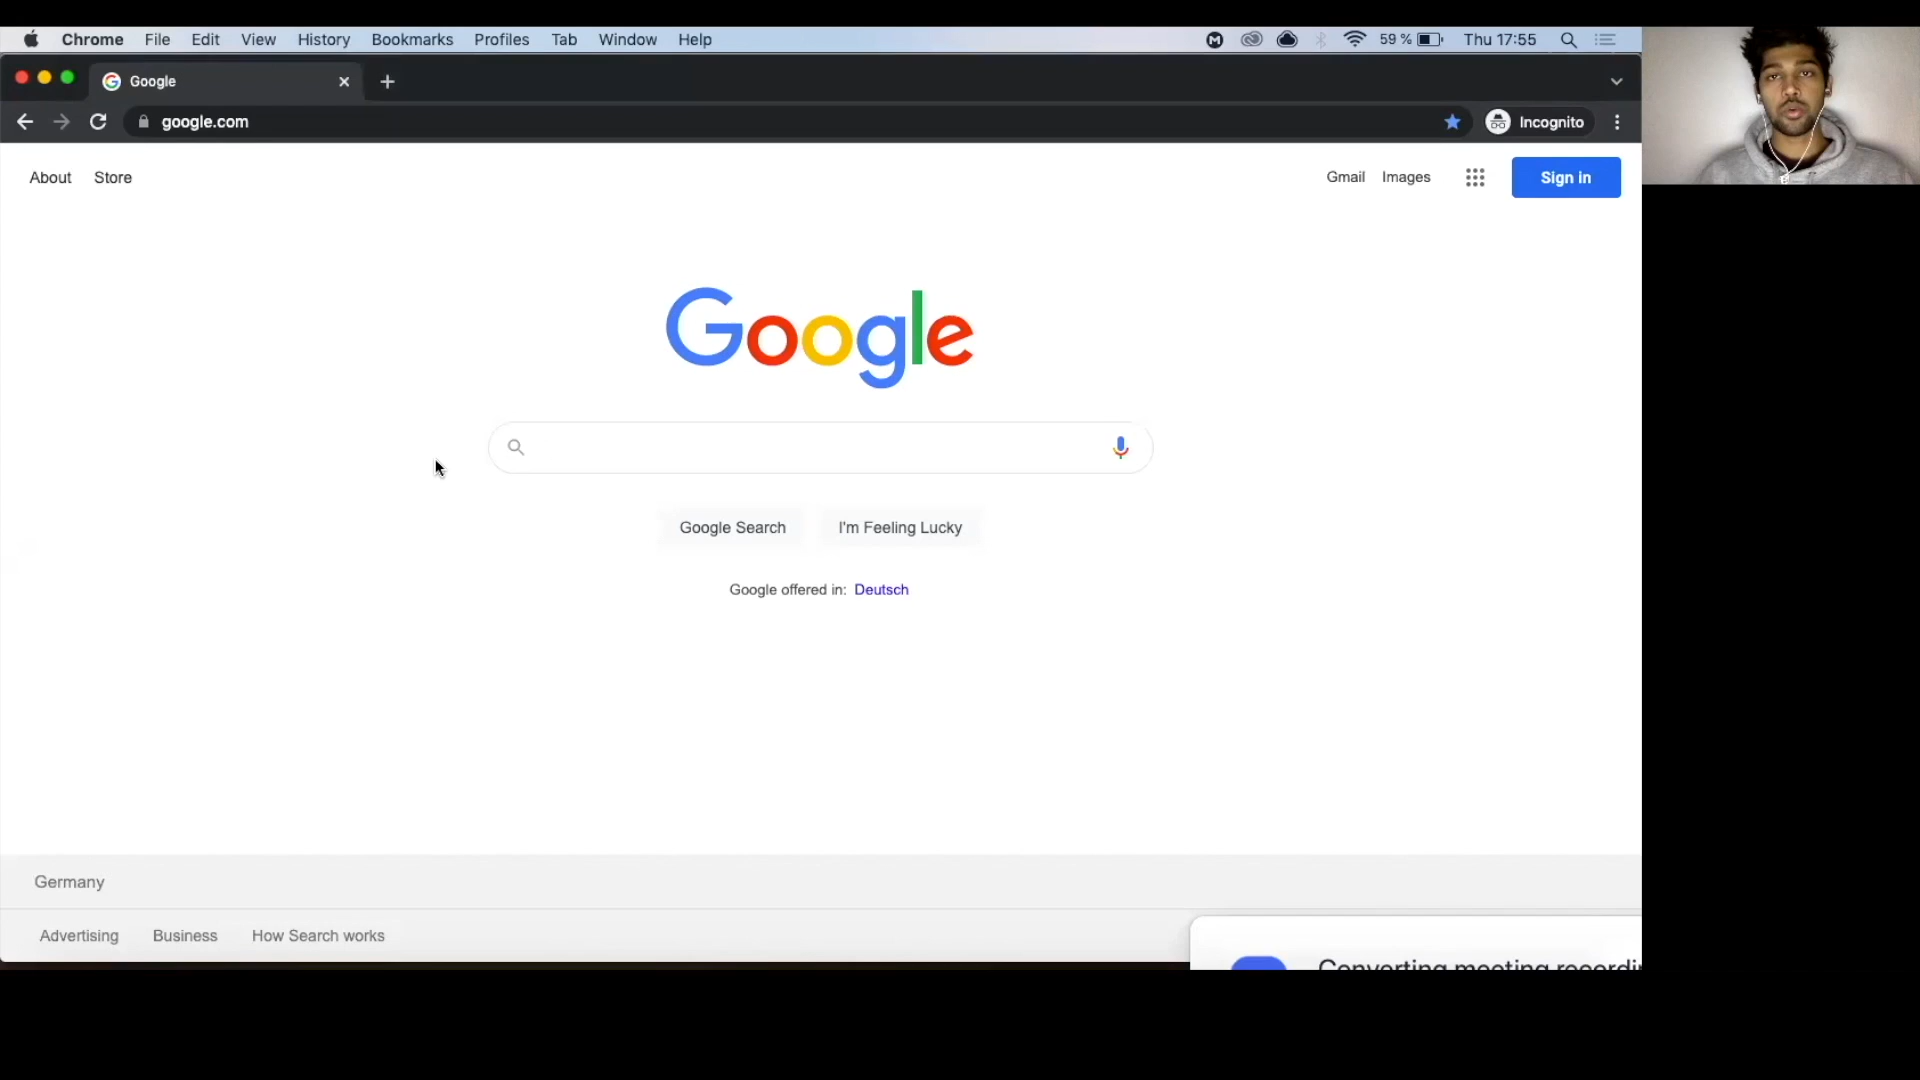 Chrome File Edit View History Bookmarks Profiles Tab Window Help 59 % Thu 17:55
Google
google.com Incognito
About Store Gmail Images Sign in
Google
Google Search I'm Feeling Lucky
Google offered in: Deutsch
Germany
Advertising Business How Search works
Converting meeting